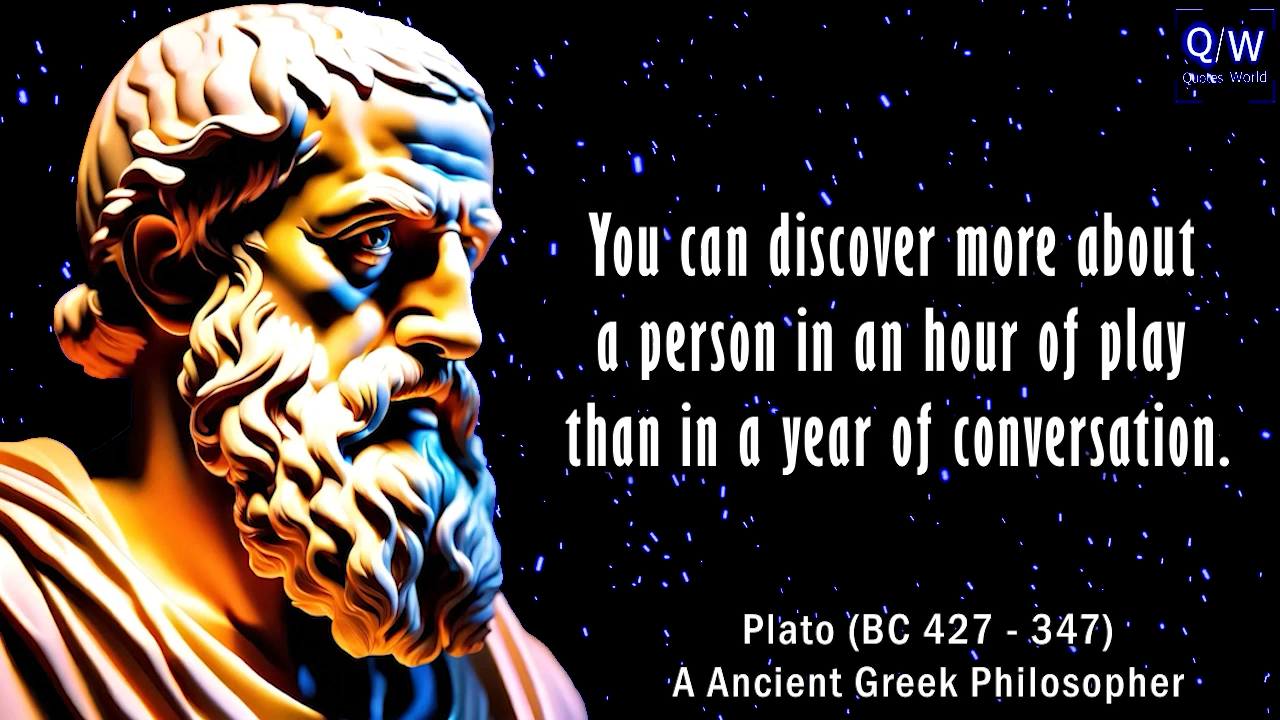 Q/W
Quotes World
You can discover more about
a person in an hour of play
than in a year of conversation.
Plato (BC 427 - 347)
A Ancient Greek Philosopher